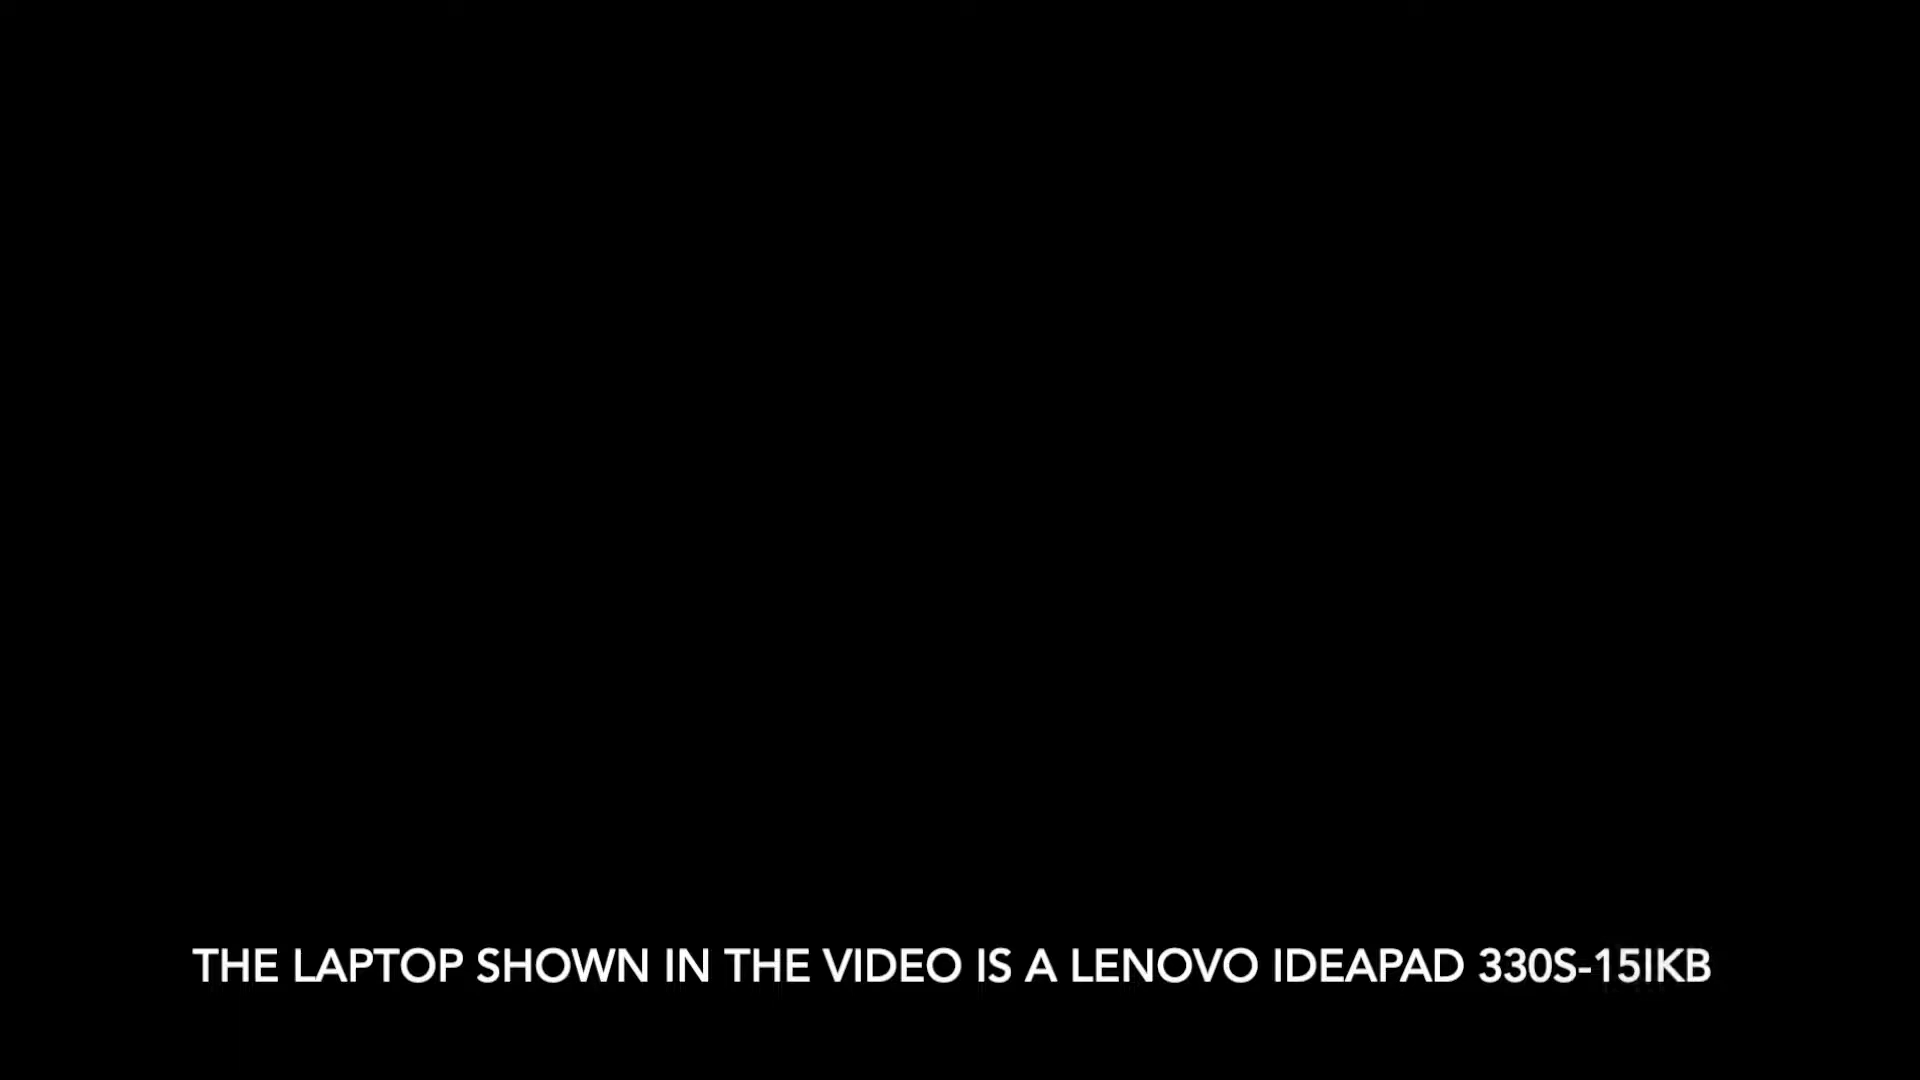 THE LAPTOP SHOWN IN THE VIDEO IS A LENOVO IDEAPAD 330S-15IKB